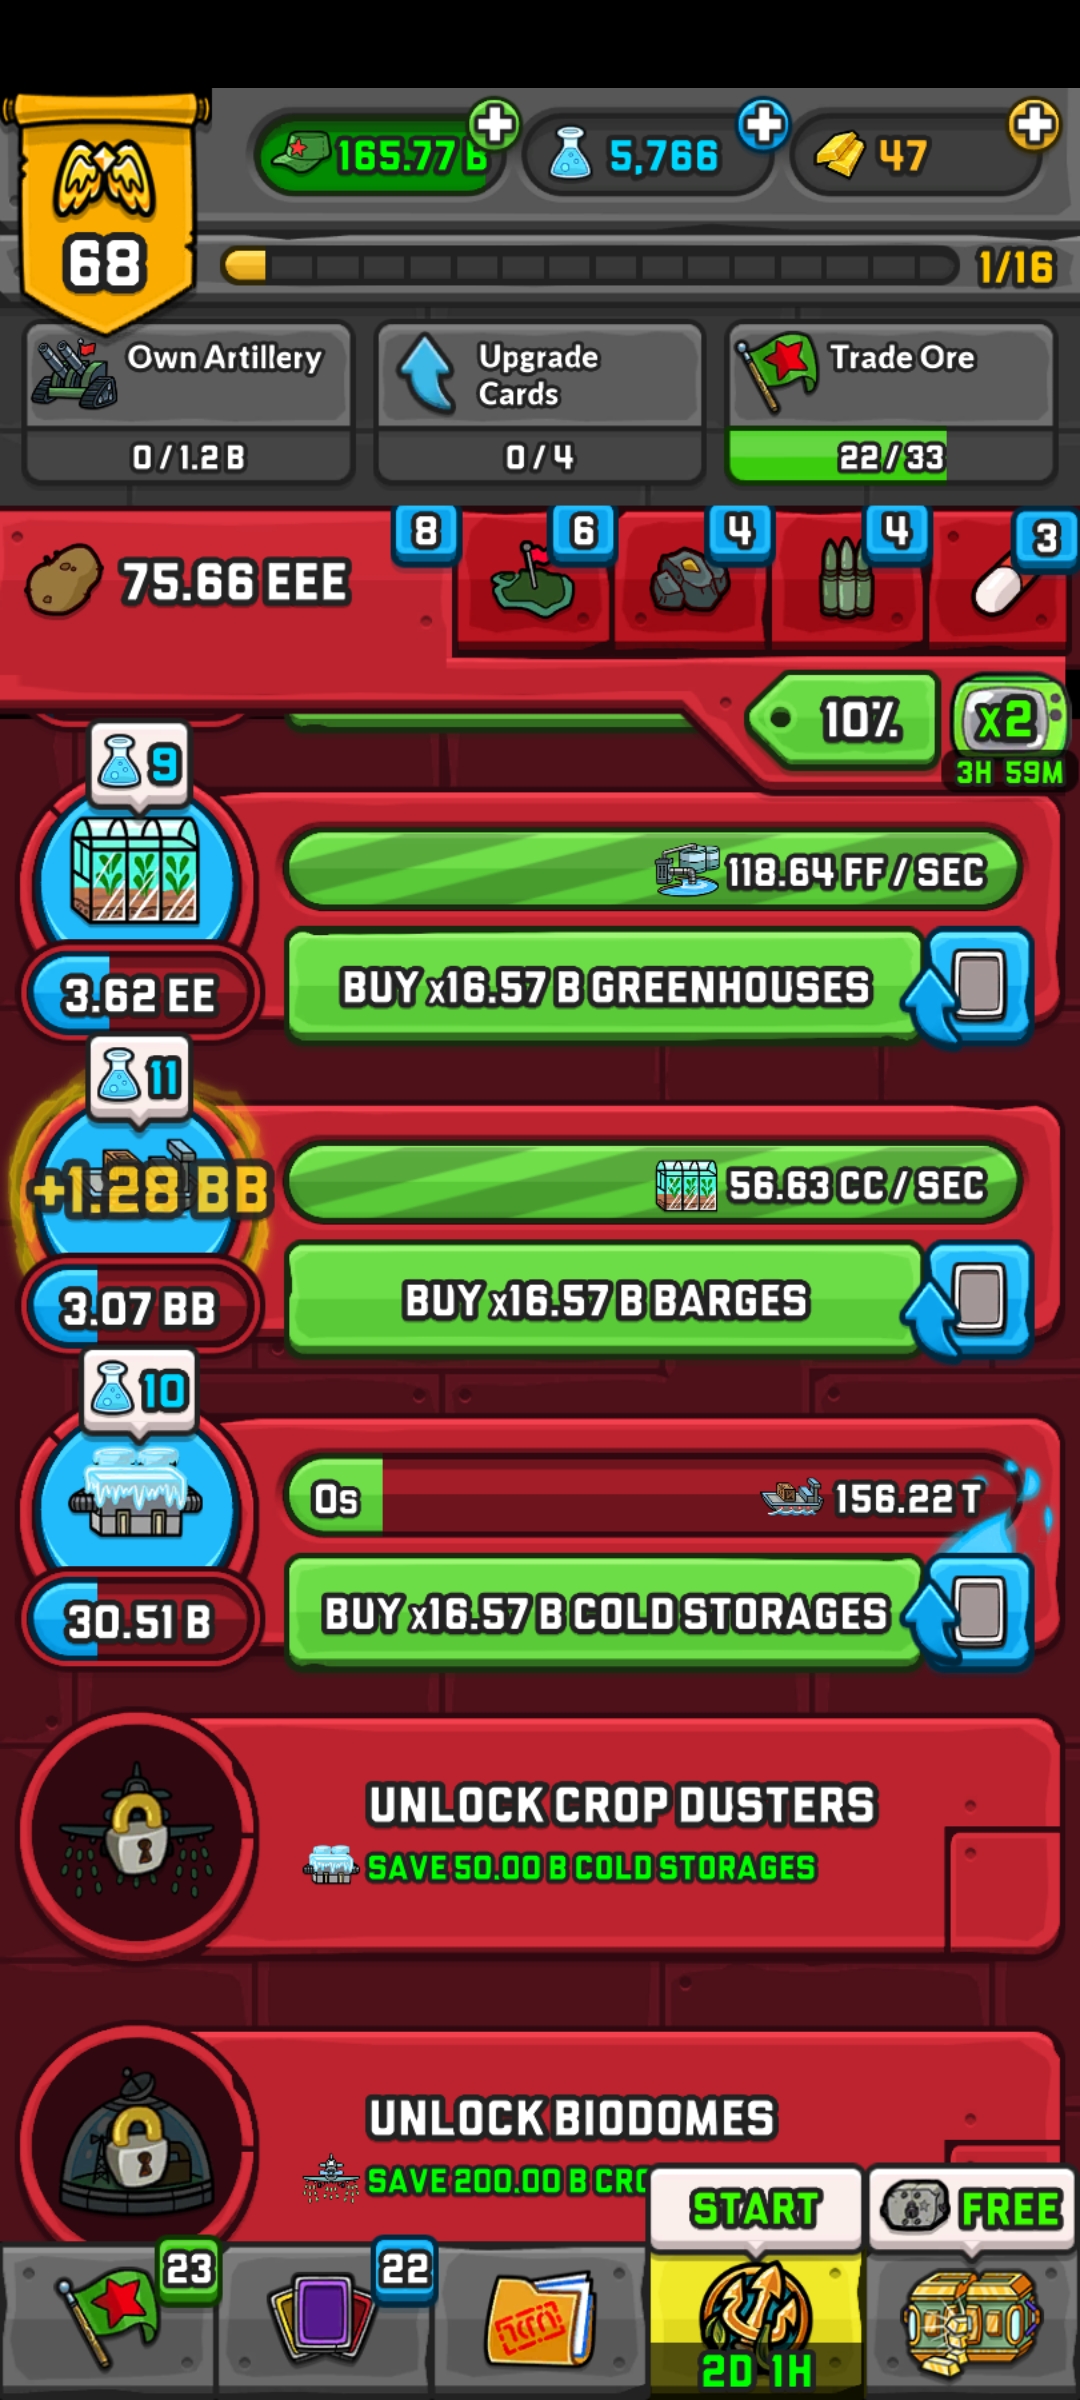 165.77 B
5,766
47
68
1/16
Own Artillery
0 / 1.2 B
Upgrade
Cards
0 / 4
Trade Ore
22 / 33
75.66 EEE
8
6
4
4
3
10%
x2
3H 59M
9
118.64 FF / SEC
3.62 EE
BUY x16.57 B GREENHOUSES
11
+1.28 BB
56.63 CC / SEC
3.07 BB
BUY x16.57 B BARGES
10
0s
156.22 T
30.51 B
BUY x16.57 B COLD STORAGES
UNLOCK CROP DUSTERS
SAVE 50.00 B COLD STORAGES
UNLOCK BIODOMES
SAVE 200.00 B CRO
START
FREE
23
22
2D 1H